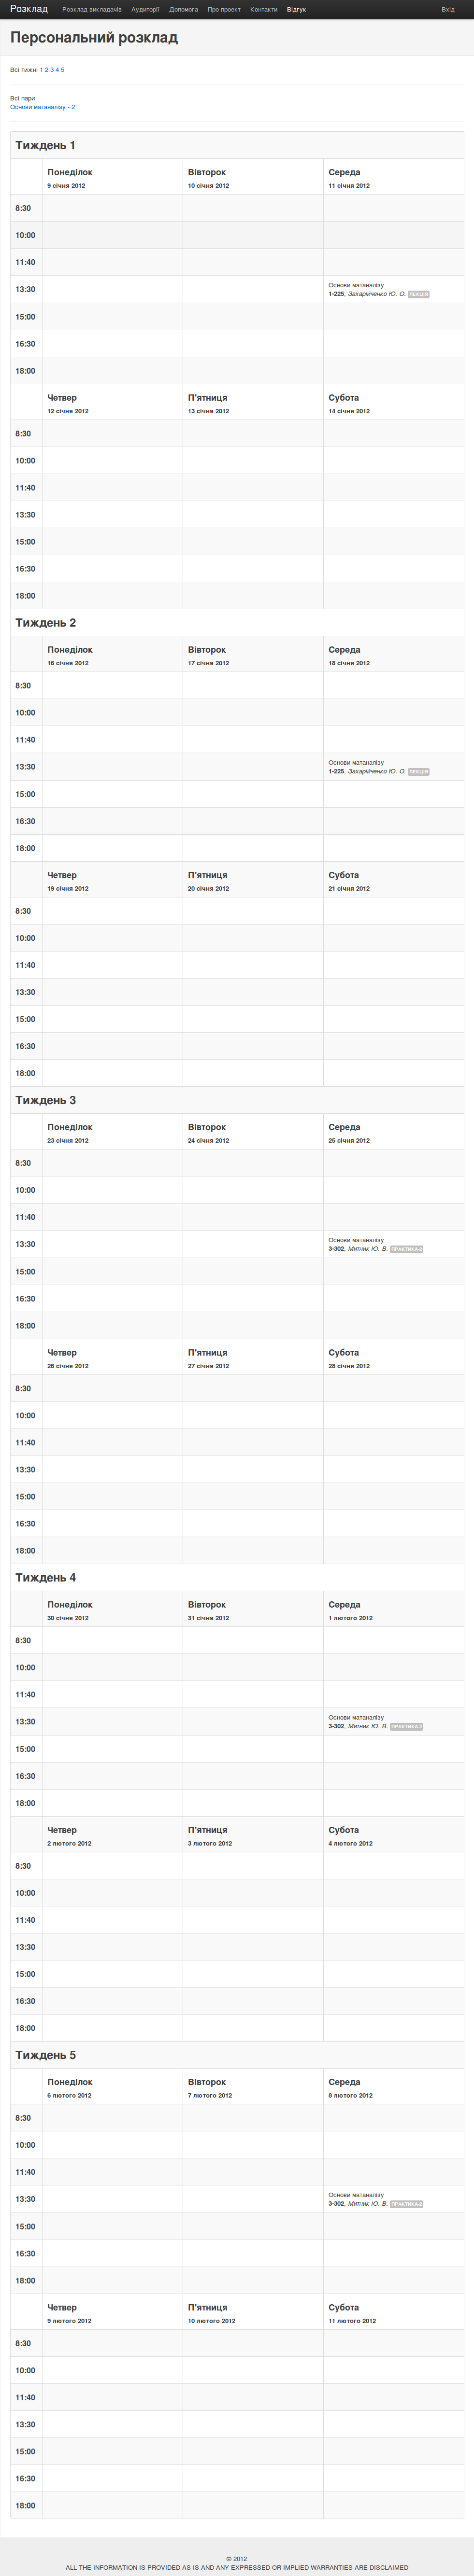 Розклад Розклад викладачів Аудиторії Допомога Про проект Контакти Відгук Вхід
Персональний розклад
Всі тижні 1 2 3 4 5
Всі пари
Основи матаналізу - 2
Тиждень 1
Понеділок Вівторок Середа
9 січня 2012 10 січня 2012 11 січня 2012
8:30
10:00
11:40
Основи матаналізу
13:30 1-225, Захарійченко Ю. О. ЛЕКЦІЯ
15:00
16:30
18:00
Четвер П'ятниця Субота
12 січня 2012 13 січня 2012 14 січня 2012
8:30
10:00
11:40
13:30
15:00
16:30
18:00
Тиждень 2
Понеділок Вівторок Середа
16 січня 2012 17 січня 2012 18 січня 2012
8:30
10:00
11:40
Основи матаналізу
13:30 1-225, Захарійченко Ю. О. ЛЕКЦІЯ
15:00
16:30
18:00
Четвер П'ятниця Субота
19 січня 2012 20 січня 2012 21 січня 2012
8:30
10:00
11:40
13:30
15:00
16:30
18:00
Тиждень 3
Понеділок Вівторок Середа
23 січня 2012 24 січня 2012 25 січня 2012
8:30
10:00
11:40
Основи матаналізу
13:30 3-302, Митник Ю. В. ПРАКТИКА-2
15:00
16:30
18:00
Четвер П'ятниця Субота
26 січня 2012 27 січня 2012 28 січня 2012
8:30
10:00
11:40
13:30
15:00
16:30
18:00
Тиждень 4
Понеділок Вівторок Середа
30 січня 2012 31 січня 2012 1 лютого 2012
8:30
10:00
11:40
Основи матаналізу
13:30 3-302, Митник Ю. В. ПРАКТИКА-2
15:00
16:30
18:00
Четвер П'ятниця Субота
2 лютого 2012 3 лютого 2012 4 лютого 2012
8:30
10:00
11:40
13:30
15:00
16:30
18:00
Тиждень 5
Понеділок Вівторок Середа
6 лютого 2012 7 лютого 2012 8 лютого 2012
8:30
10:00
11:40
Основи матаналізу
13:30 3-302, Митник Ю. В. ПРАКТИКА-2
15:00
16:30
18:00
Четвер П'ятниця Субота
9 лютого 2012 10 лютого 2012 11 лютого 2012
8:30
10:00
11:40
13:30
15:00
16:30
18:00
© 2012
ALL THE INFORMATION IS PROVIDED AS IS AND ANY EXPRESSED OR IMPLIED WARRANTIES ARE DISCLAIMED